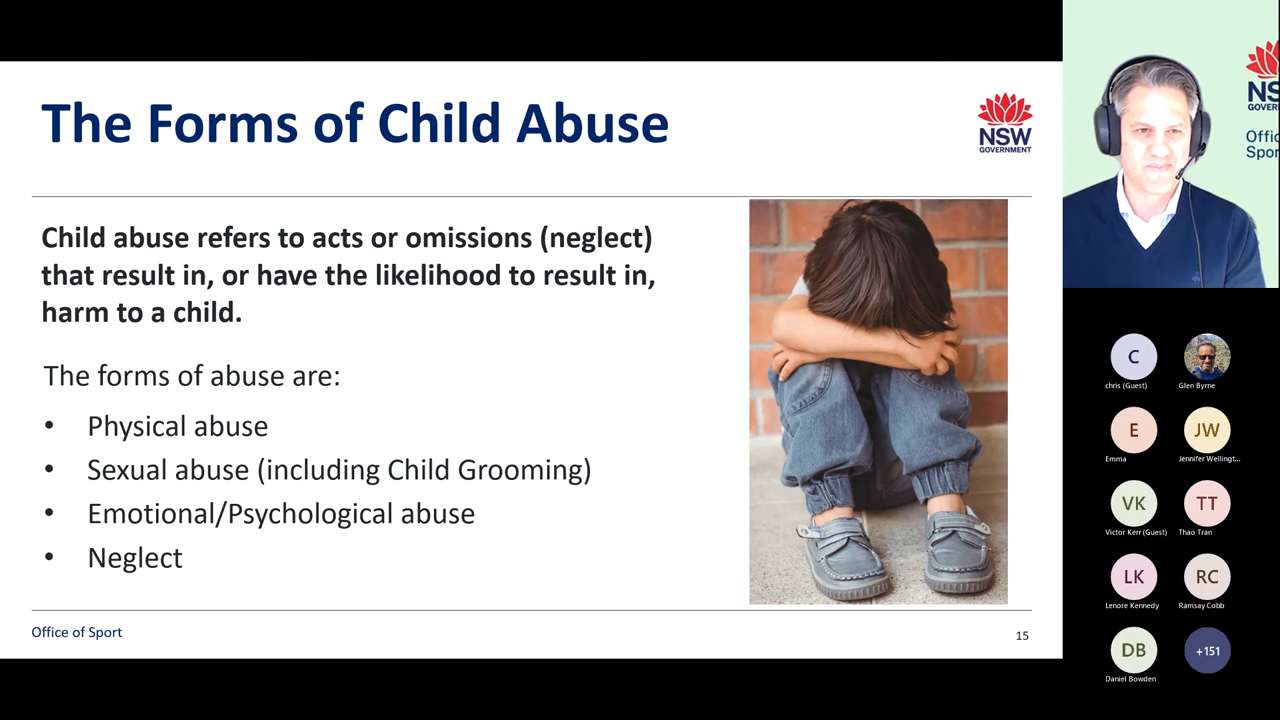 The Forms of Child Abuse
NSW
GOVERNMENT
Child abuse refers to acts or omissions (neglect)
that result in, or have the likelihood to result in,
harm to a child.
The forms of abuse are:
• Physical abuse
• Sexual abuse (including Child Grooming)
• Emotional/Psychological abuse
• Neglect
Office of Sport
15
NS
GOVER
Offic
Spor
C
chris (Guest)
Glen Byrne
E
Emma
JW
Jennifer Wellingt...
VK
Victor Kerr (Guest)
TT
Thao Tran
LK
Lenore Kennedy
RC
Ramsay Cobb
DB
Daniel Bowden
+151